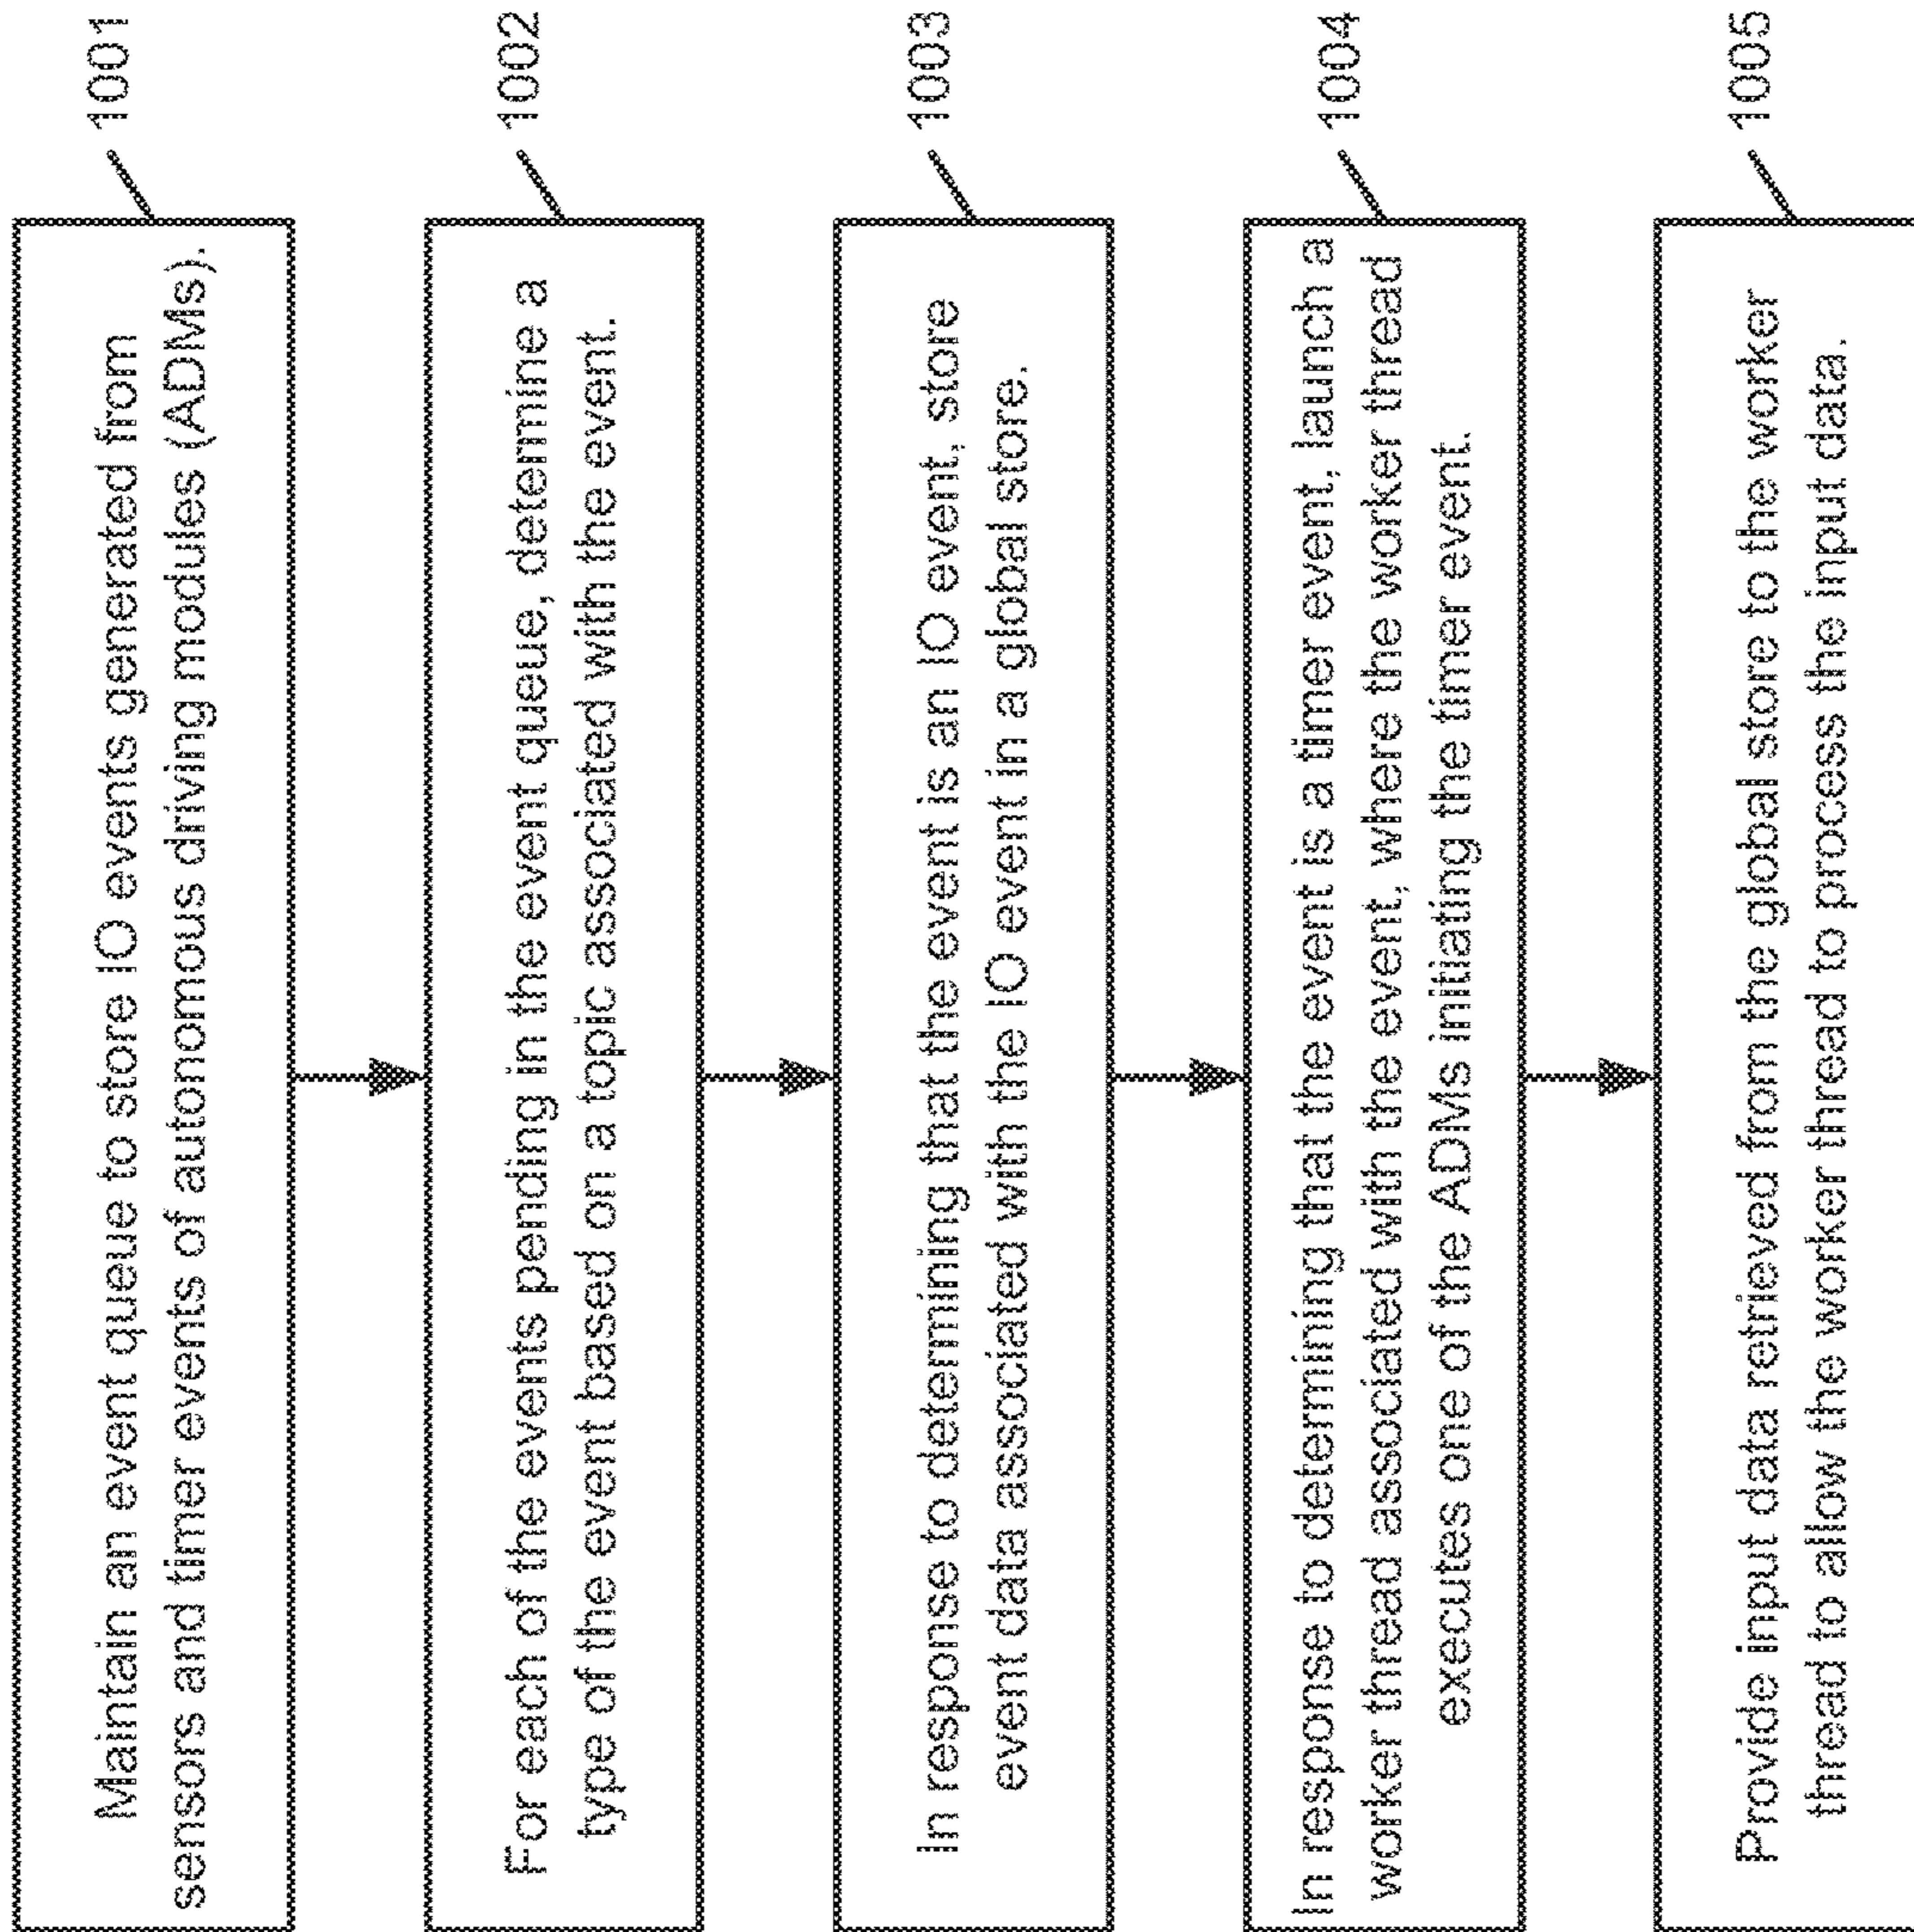 Maintain an event queue to store IO events generated from
sensors and timer events of autonomous driving modules (ADMs).
1001
For each of the events pending in the event queue, determine a
type of the event based on a topic associated with the event.
1002
In response to determining that the event is an IO event, store
event data associated with the IO event in a global store.
1003
In response to determining that the event is a timer event, launch a
worker thread associated with the event, where the worker thread
executes one of the ADMs initiating the timer event.
1004
Provide input data retrieved from the global store to the worker
thread to allow the worker thread to process the input data.
1005